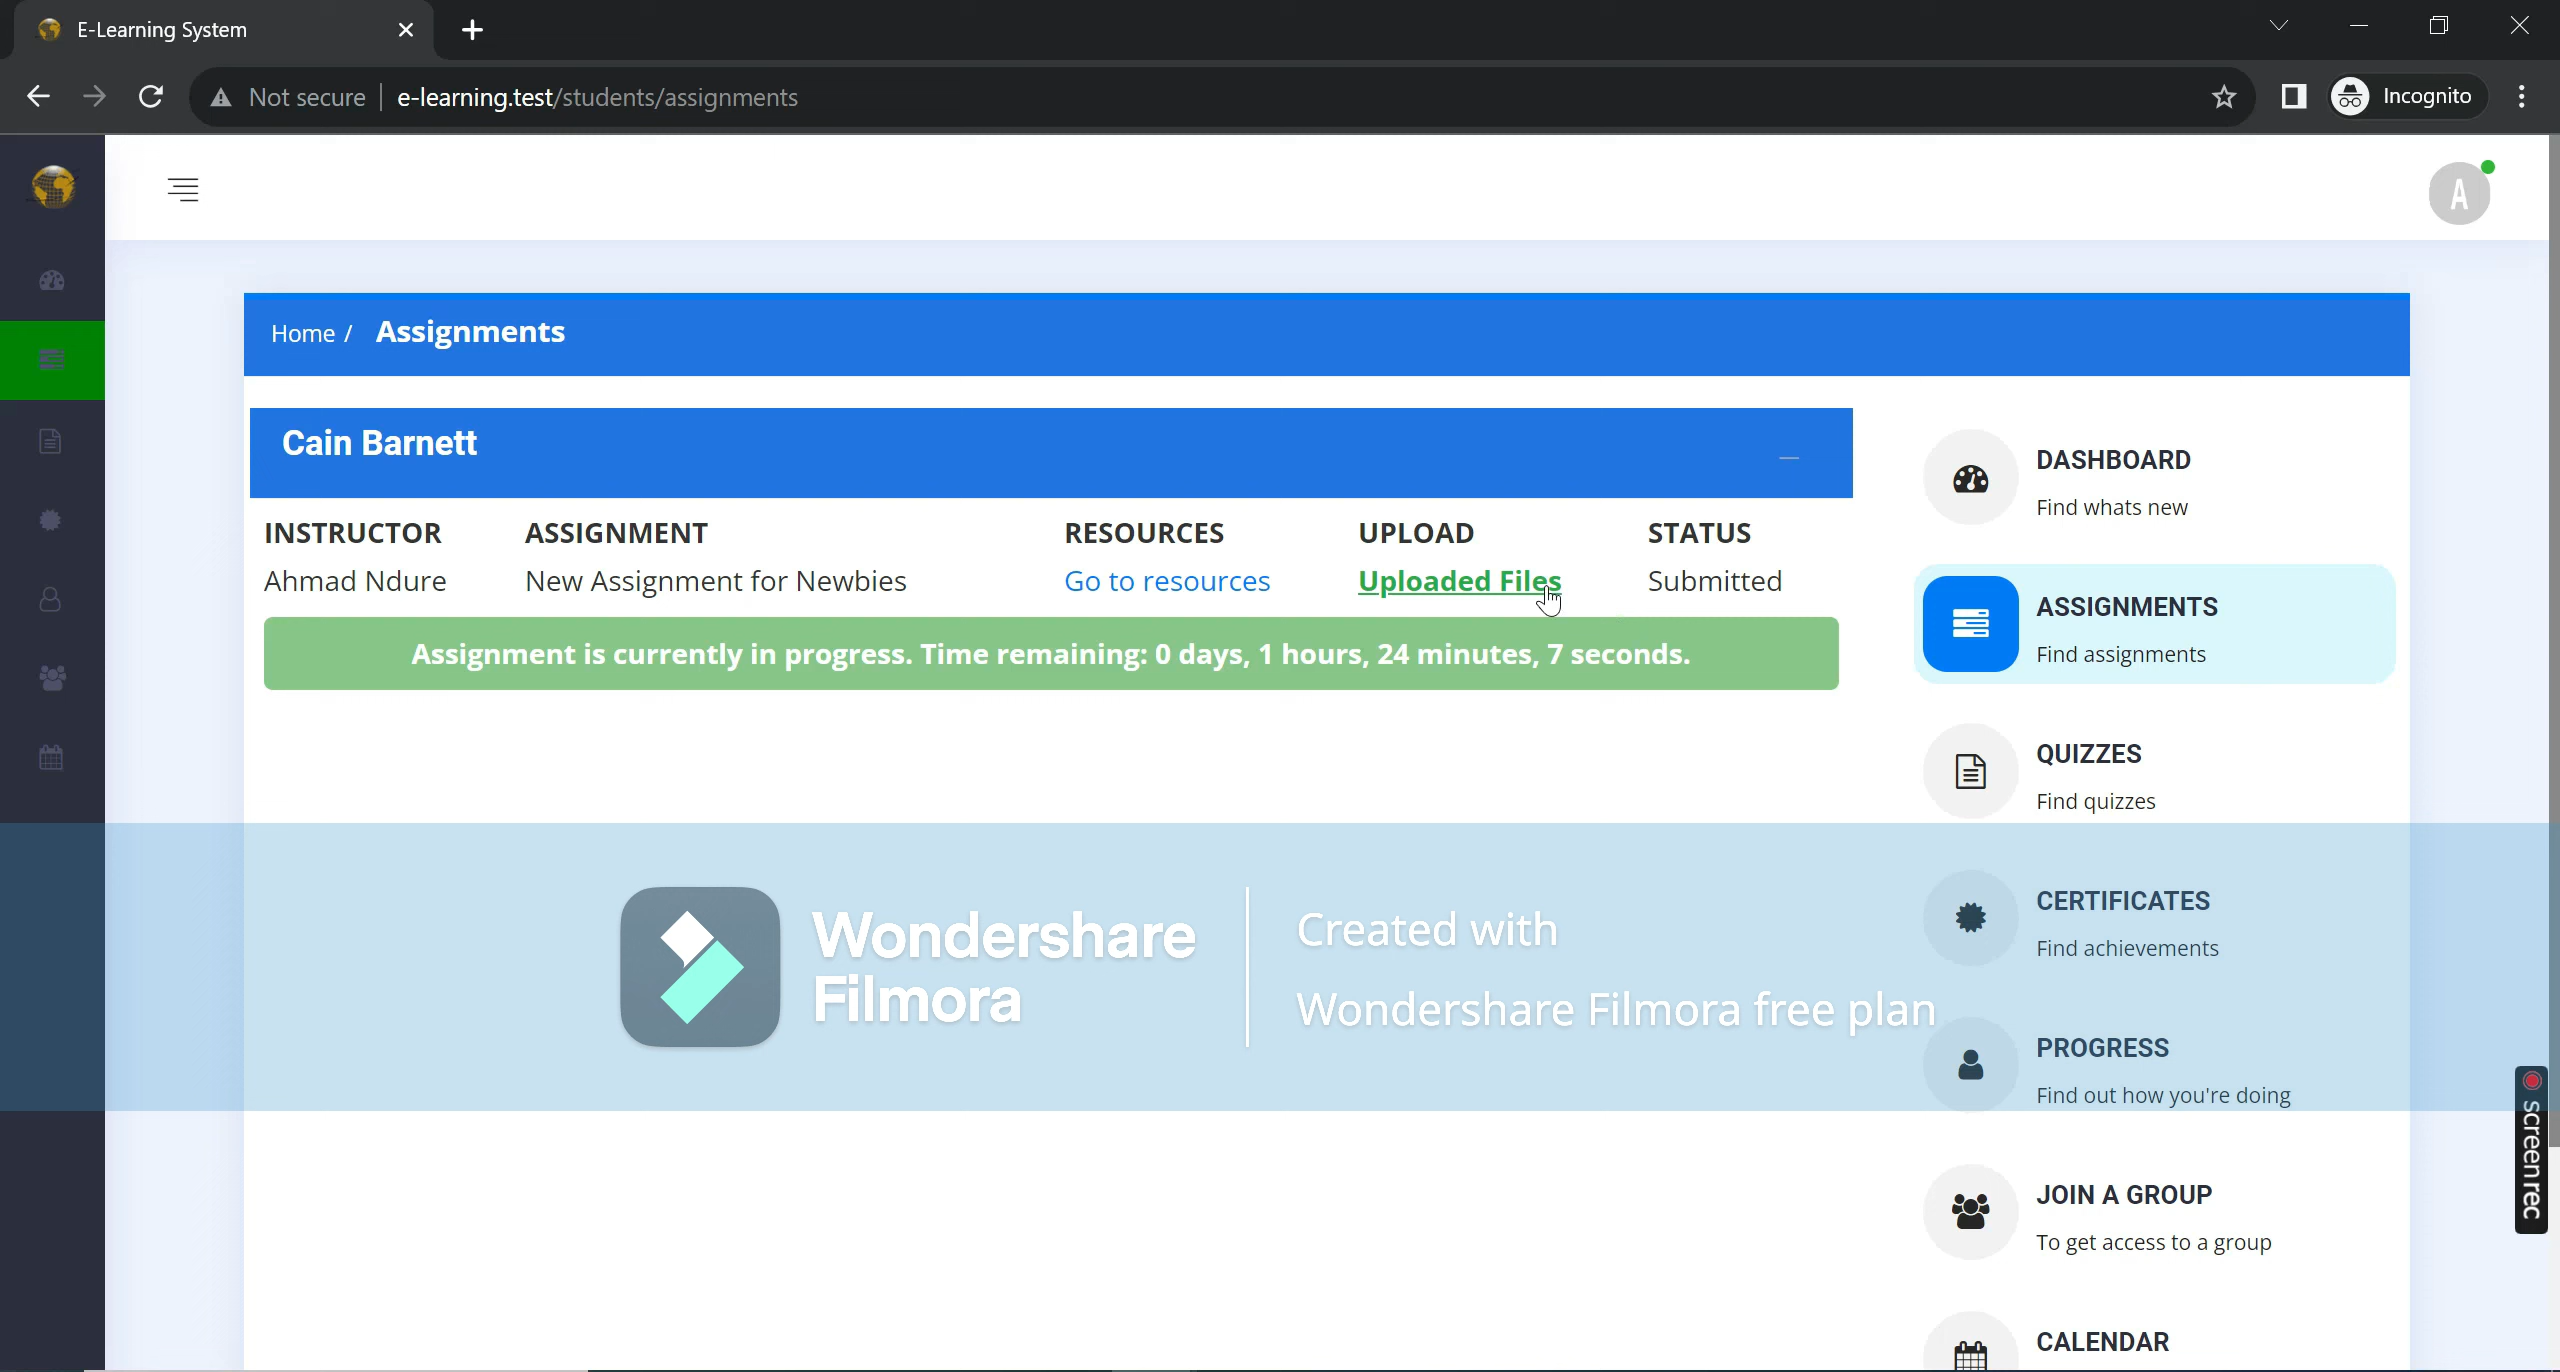 E-Learning System
Not secure
e-learning.test/students/assignments
Incognito
A
Home / Assignments
Cain Barnett
INSTRUCTOR ASSIGNMENT RESOURCES UPLOAD STATUS
Ahmad Ndure New Assignment for Newbies Go to resources Uploaded Files Submitted
Assignment is currently in progress. Time remaining: 0 days, 1 hours, 24 minutes, 7 seconds.
DASHBOARD
Find whats new
ASSIGNMENTS
Find assignments
QUIZZES
Find quizzes
CERTIFICATES
Find achievements
PROGRESS
Find out how you're doing
JOIN A GROUP
To get access to a group
CALENDAR
Wondershare
Filmora
Created with
Wondershare Filmora free plan
screenrec